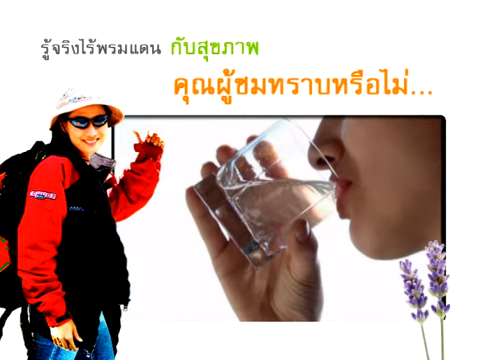 รู้จริงไร้พรมแดน กับสุขภาพ
คุณผู้ชมทราบหรือไม่...